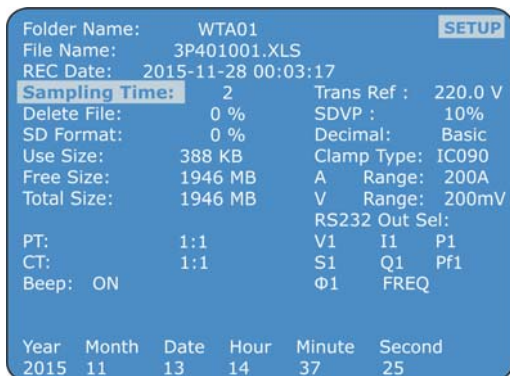 Folder Name: WTA01 SETUP
File Name: 3P401001.XLS
REC Date: 2015-11-28 00:03:17
Sampling Time: 2 Trans Ref : 220.0 V
Delete File: 0 % SDVP : 10%
SD Format: 0 % Decimal: Basic
Use Size: 388 KB Clamp Type: IC090
Free Size: 1946 MB A Range: 200A
Total Size: 1946 MB V Range: 200mV
RS232 Out Sel:
PT: 1:1 V1 I1 P1
CT: 1:1 S1 Q1 Pf1
Beep: ON Φ1 FREQ
Year Month Date Hour Minute Second
2015 11 13 14 37 25